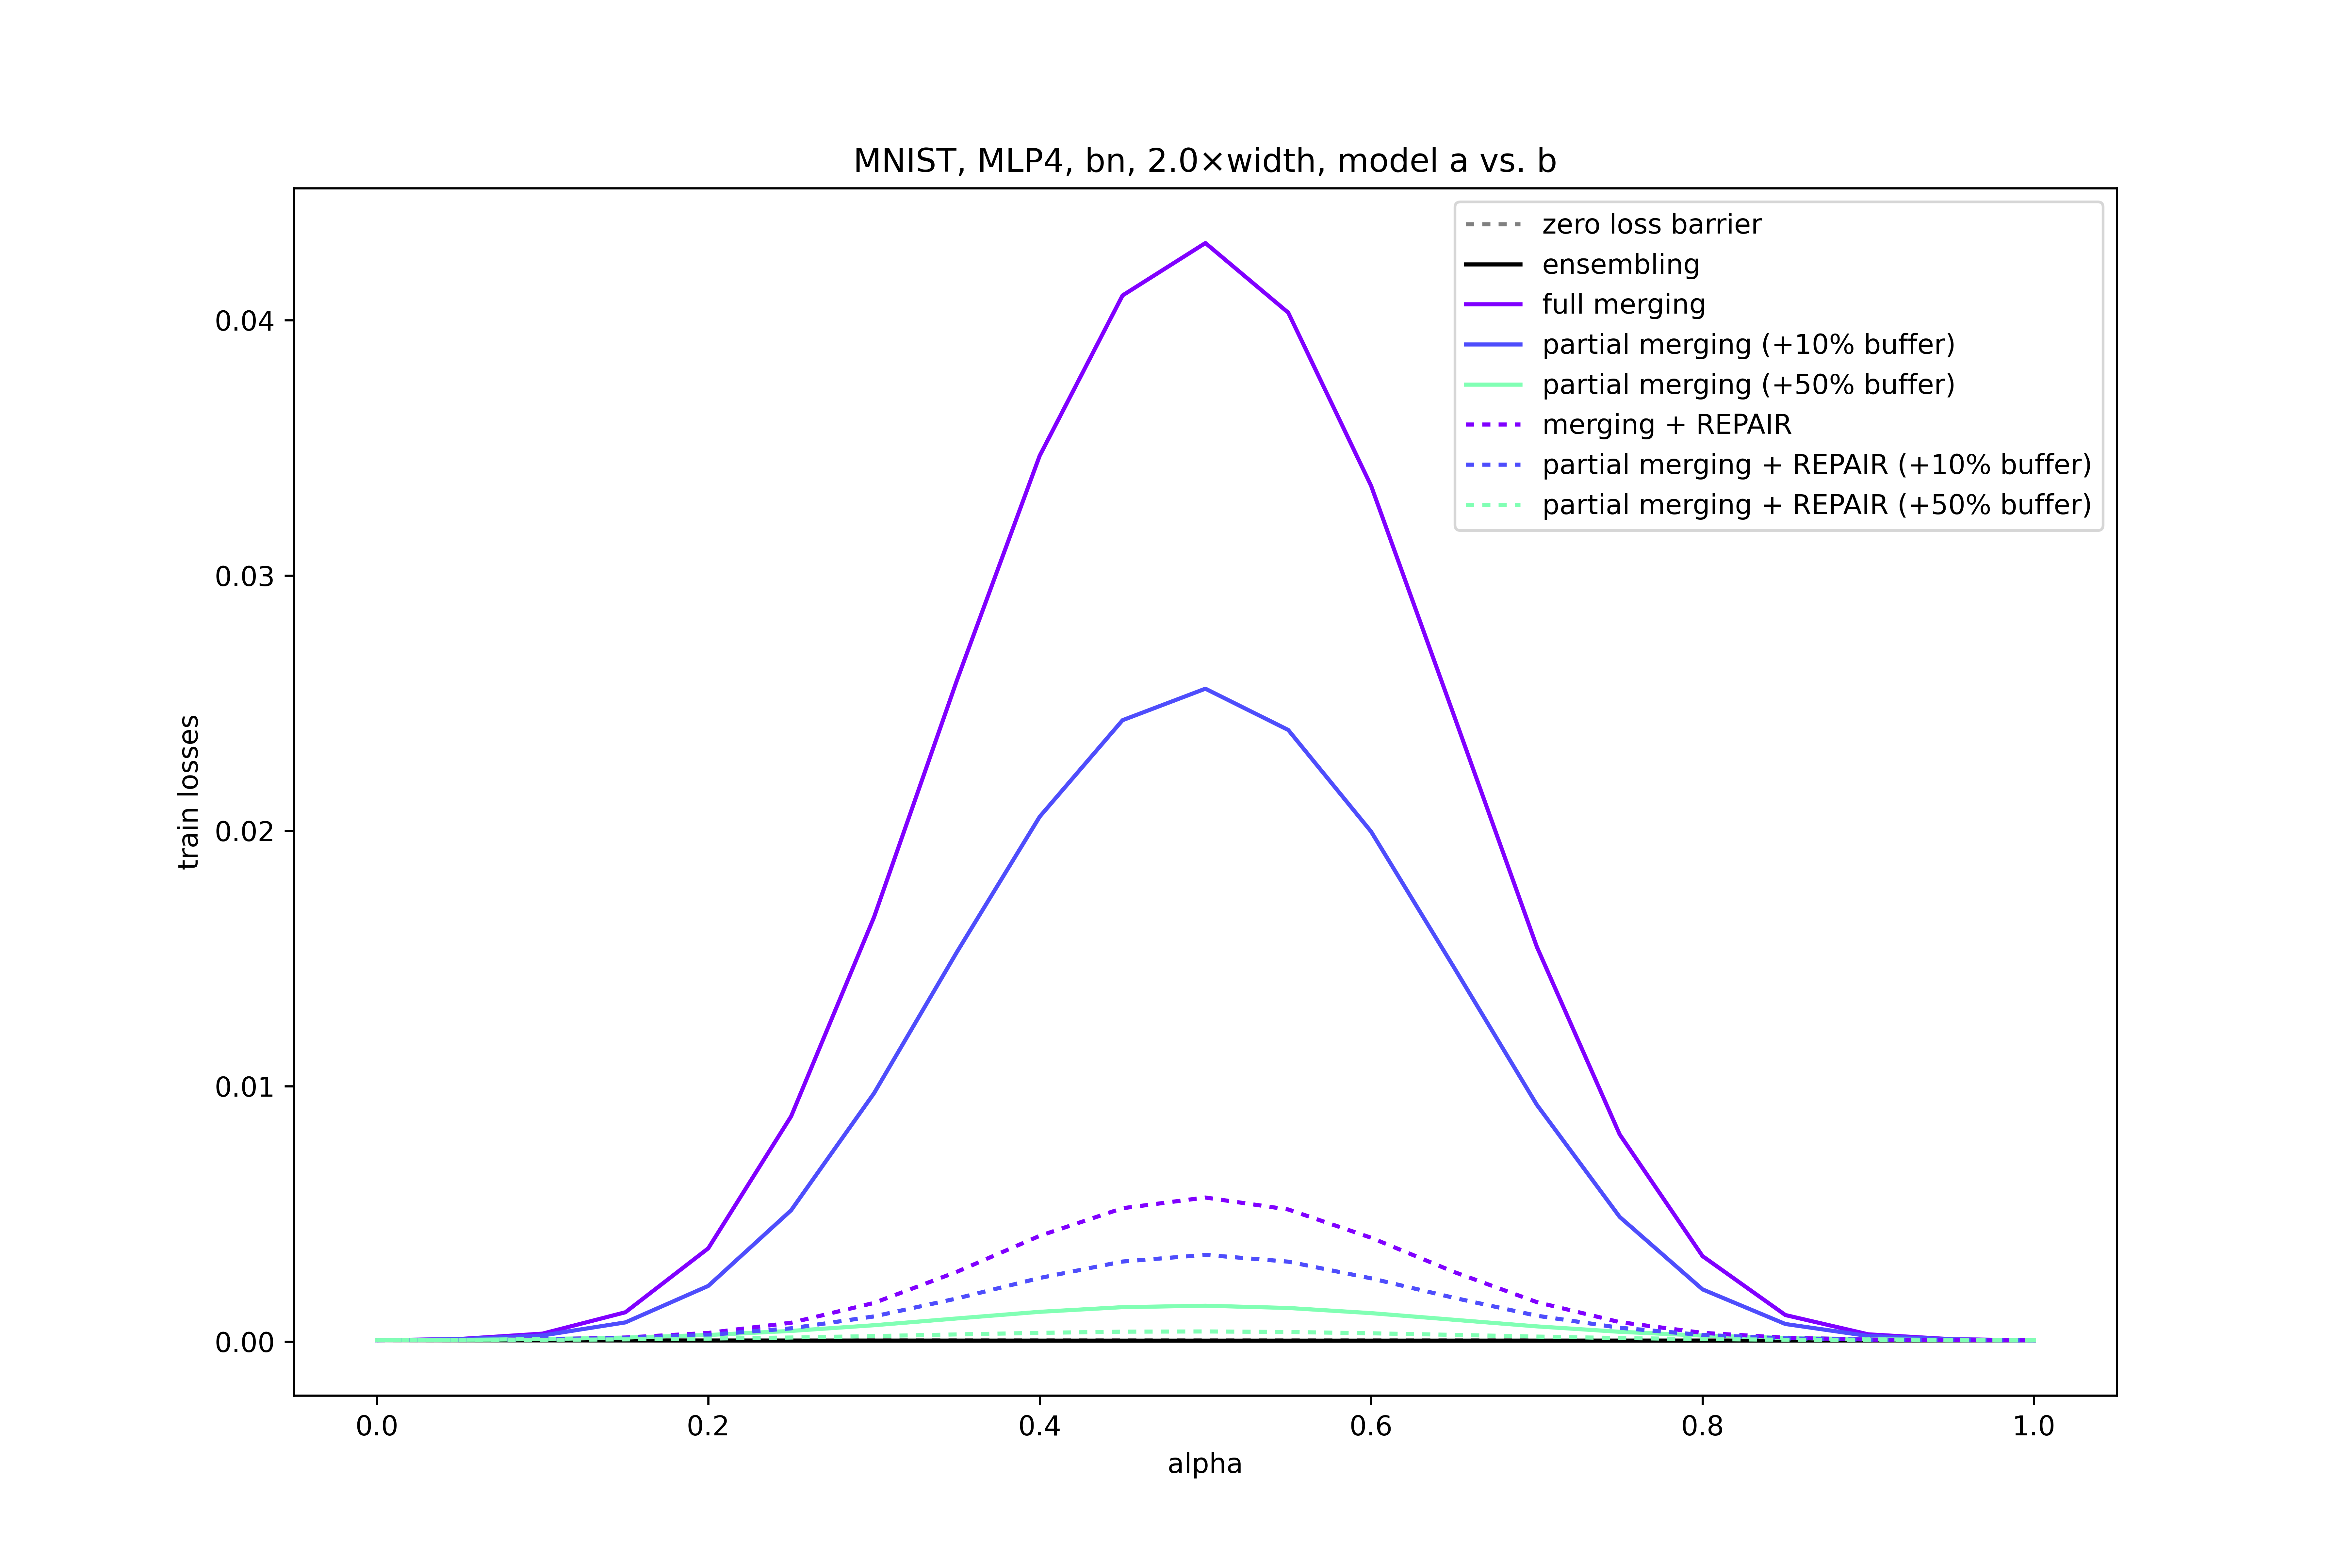 MNIST, MLP4, bn, 2.0×width, model a vs. b
zero loss barrier
ensembling
full merging
partial merging (+10% buffer)
partial merging (+50% buffer)
merging + REPAIR
partial merging + REPAIR (+10% buffer)
partial merging + REPAIR (+50% buffer)
train losses
0.04
0.03
0.02
0.01
0.00
0.0 0.2 0.4 0.6 0.8 1.0
alpha